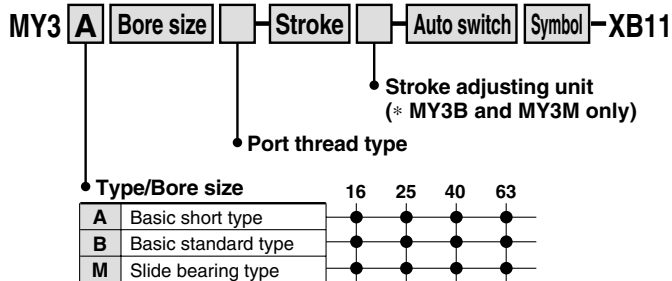 MY3 A Bore size - Stroke - Auto switch Symbol - XB11
Stroke adjusting unit
(* MY3B and MY3M only)
Port thread type
Type/Bore size 16 25 40 63
A Basic short type
B Basic standard type
M Slide bearing type